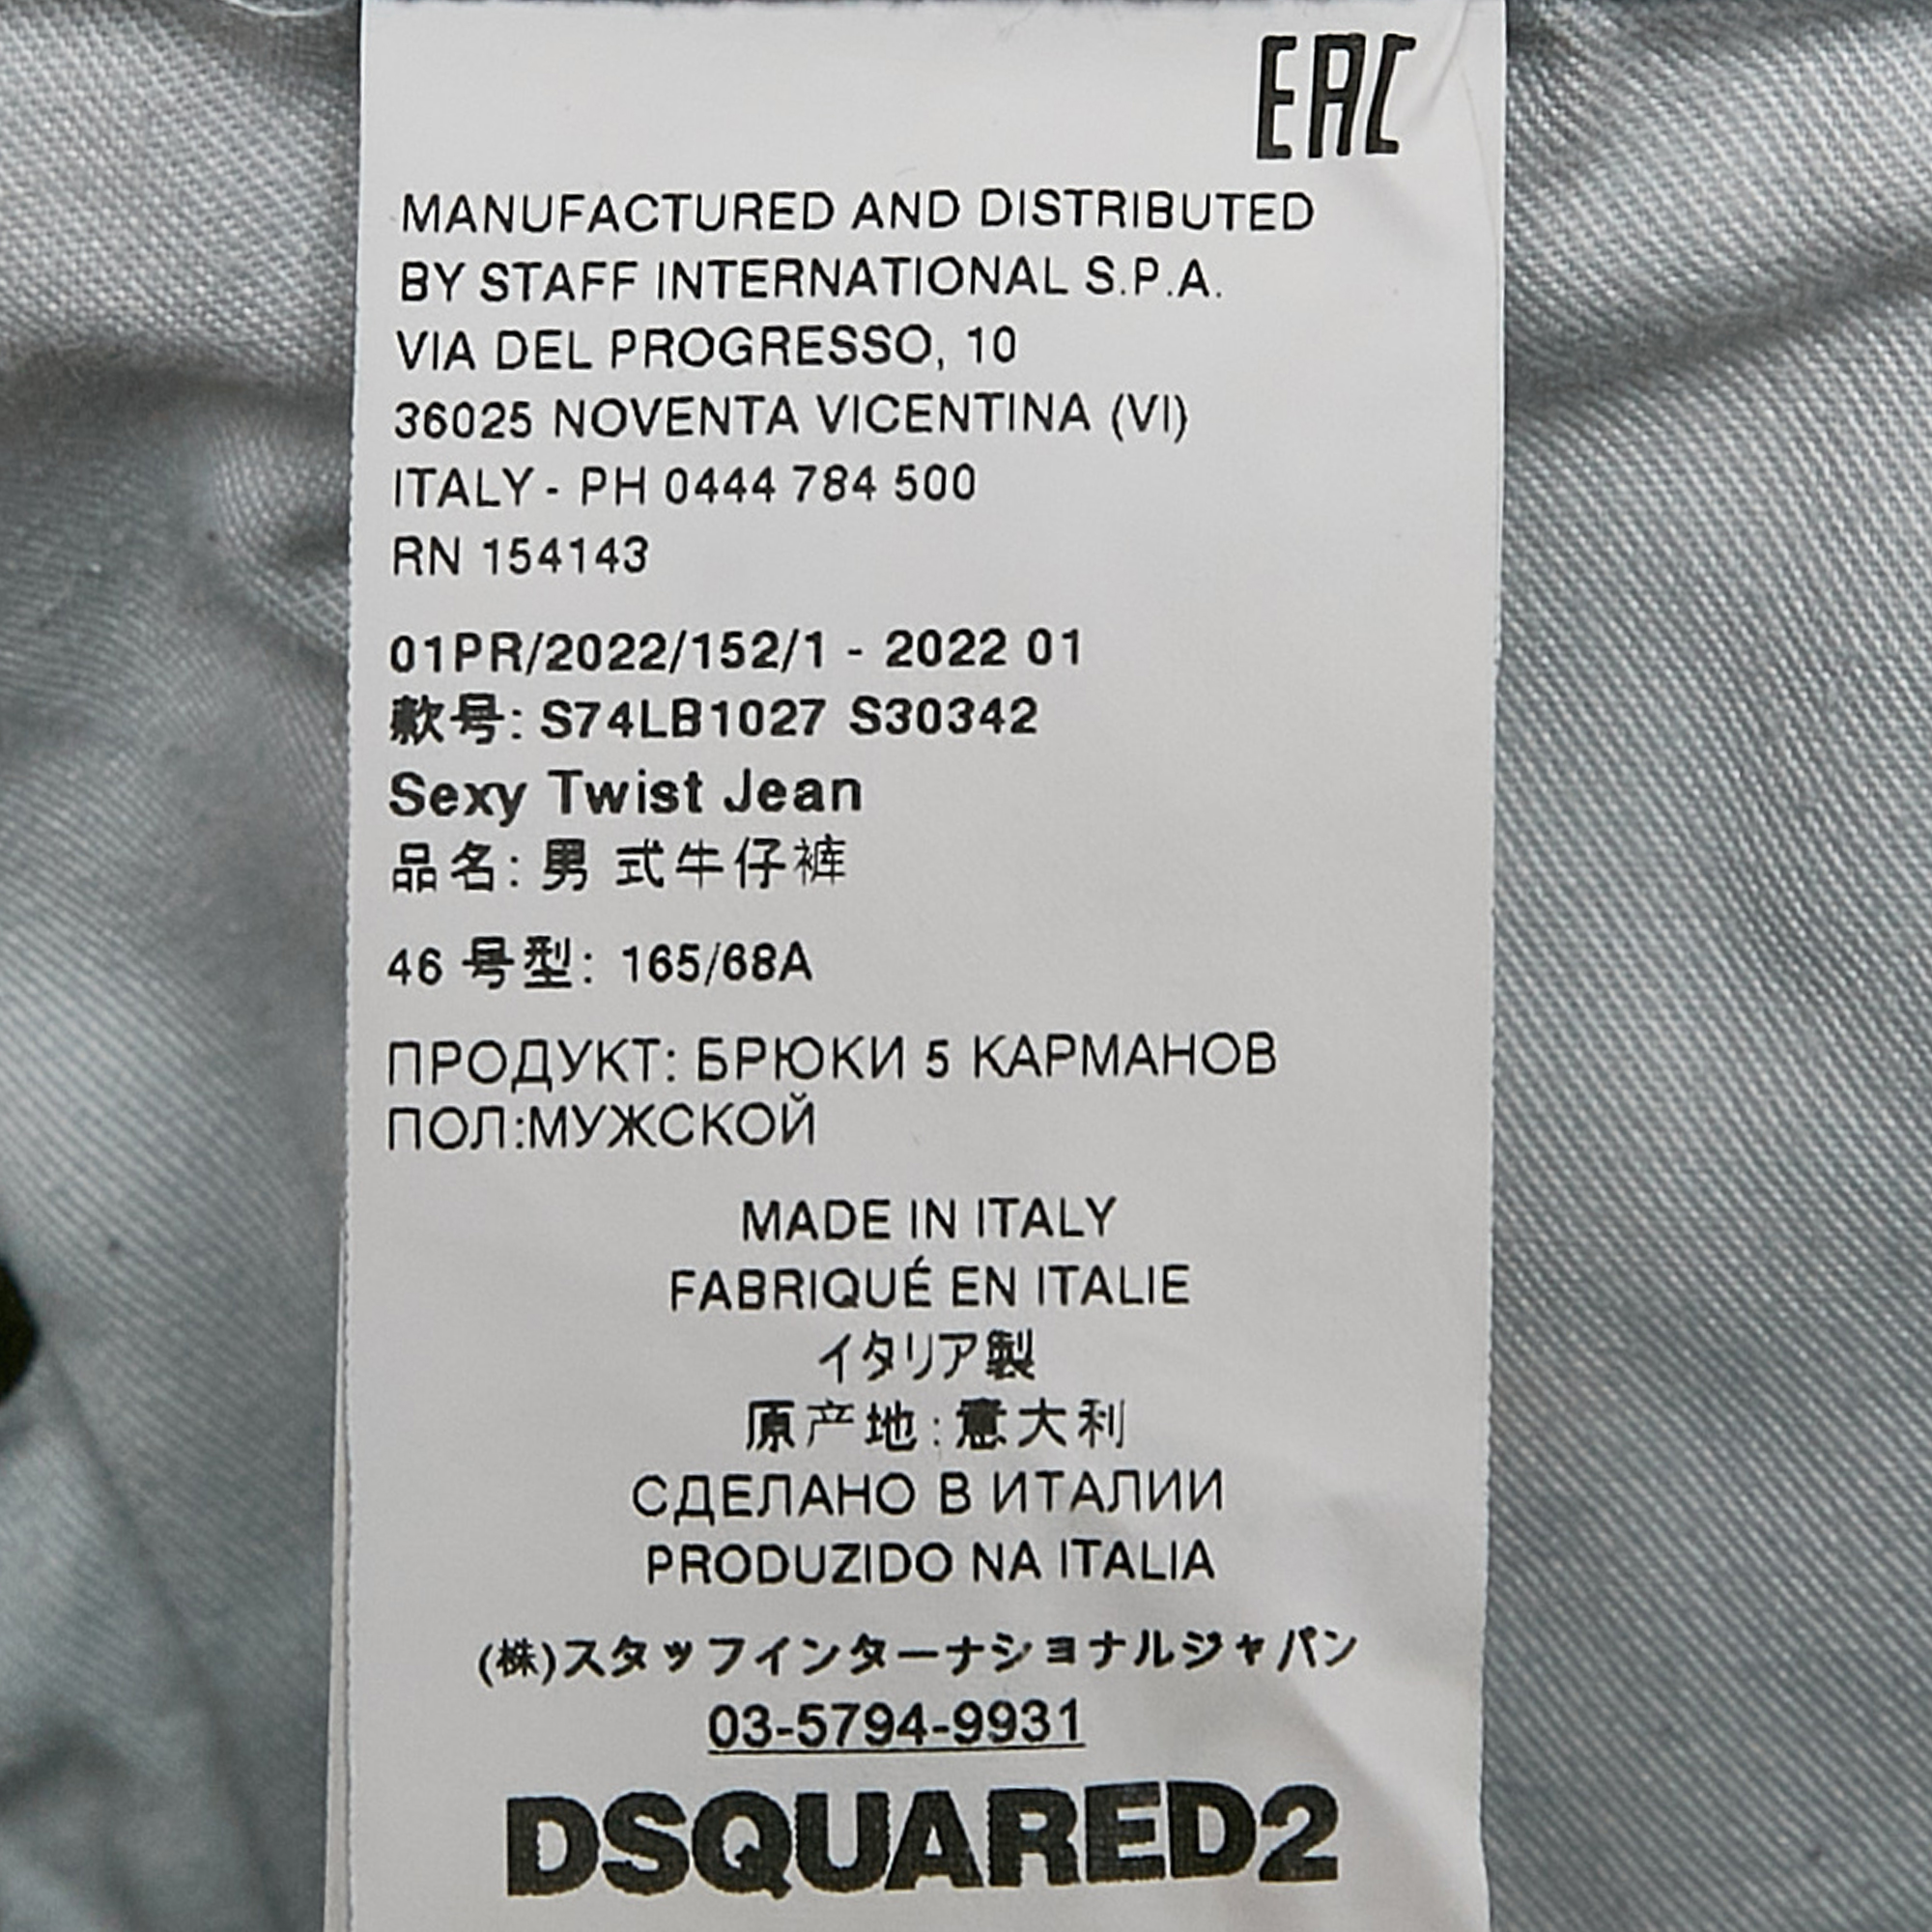 EAC
MANUFACTURED AND DISTRIBUTED
BY STAFF INTERNATIONAL S.P.A.
VIA DEL PROGRESSO, 10
36025 NOVENTA VICENTINA (VI)
ITALY - PH 0444 784 500
RN 154143
01PR/2022/152/1 - 2022 01
款号: S74LB1027 S30342
Sexy Twist Jean
品名: 男 式牛仔裤
46 号型: 165/68A
ПРОДУКТ: БРЮКИ 5 КАРМАНОВ
ПОЛ:МУЖСКОЙ
MADE IN ITALY
FABRIQUÉ EN ITALIE
イタリア製
原产地:意大利
СДЕЛАНО В ИТАЛИИ
PRODUZIDO NA ITALIA
(株)スタッフインターナショナルジャパン
03-5794-9931
DSQUARED2